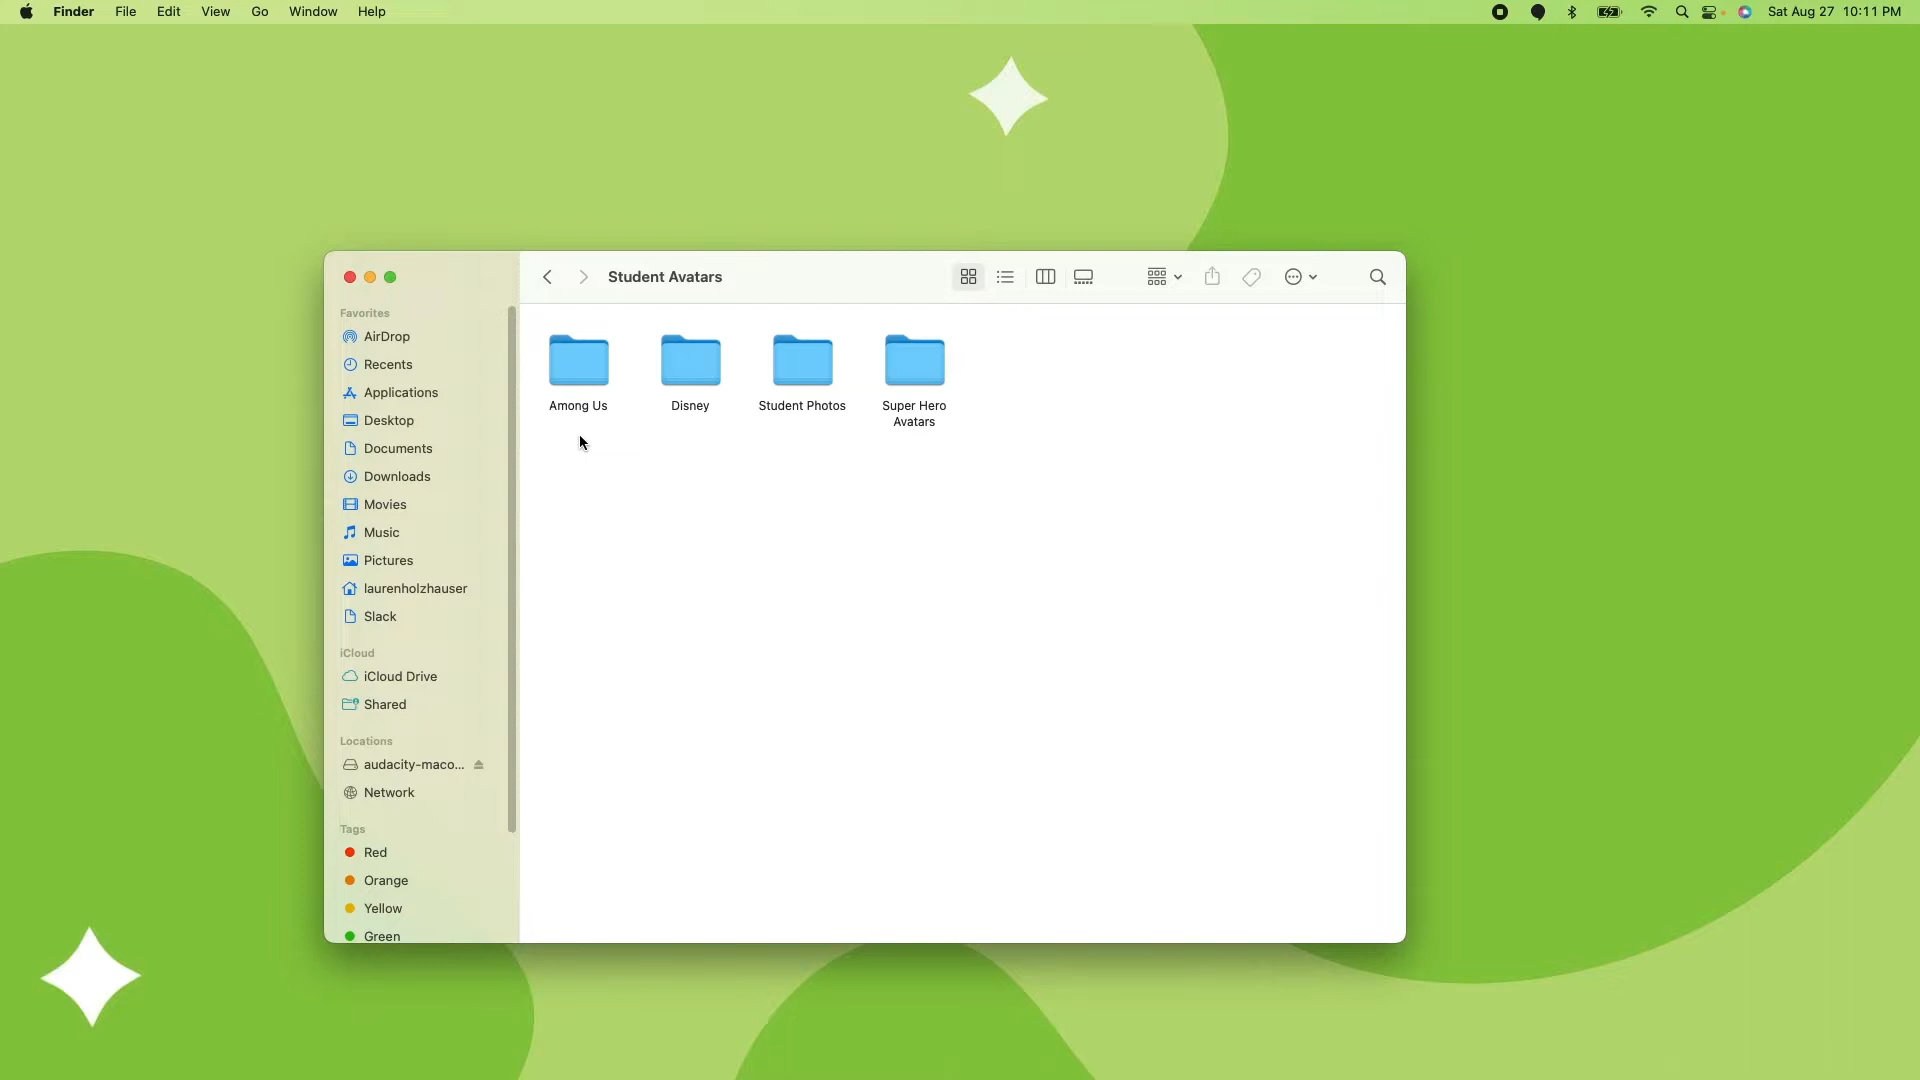 Finder File Edit View Go Window Help Sat Aug 27 10:11 PM
Student Avatars
Favorites
AirDrop
Recents
Applications
Desktop
Documents
Downloads
Movies
Music
Pictures
laurenholzhauser
Slack
iCloud
iCloud Drive
Shared
Locations
audacity-maco...
Network
Tags
Red
Orange
Yellow
Green
Among Us Disney Student Photos Super Hero
Avatars